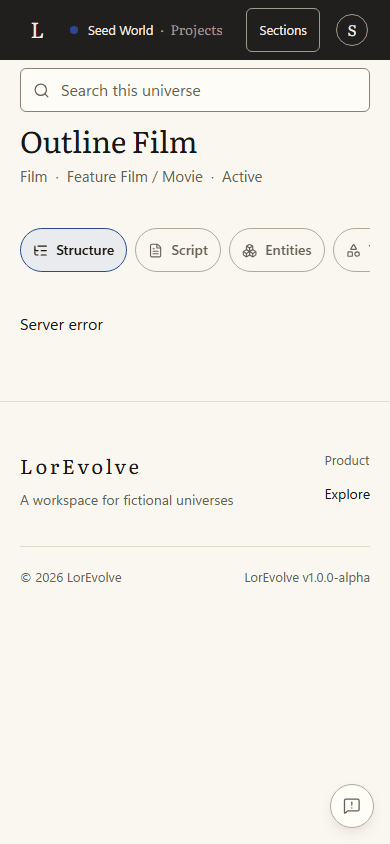 L
Seed World · Projects
Sections
S
Search this universe
Outline Film
Film · Feature Film / Movie · Active
Structure
Script
Entities
Server error
LorEvolve
A workspace for fictional universes
Product
Explore
© 2026 LorEvolve
LorEvolve v1.0.0-alpha